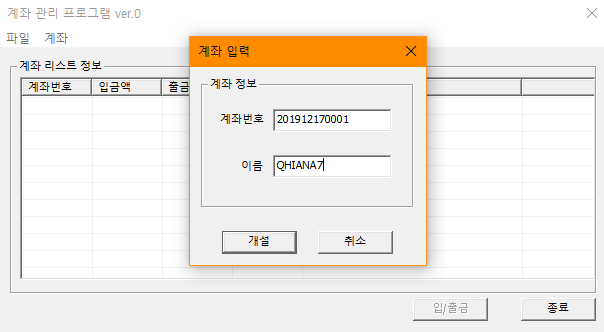 계좌 관리 프로그램 ver.0
파일 계좌
계좌 리스트 정보
계좌번호 입금액 출금
계좌 입력
계좌 정보
계좌번호 201912170001
이름 QHIANA7
개설 취소
입/출금 종료